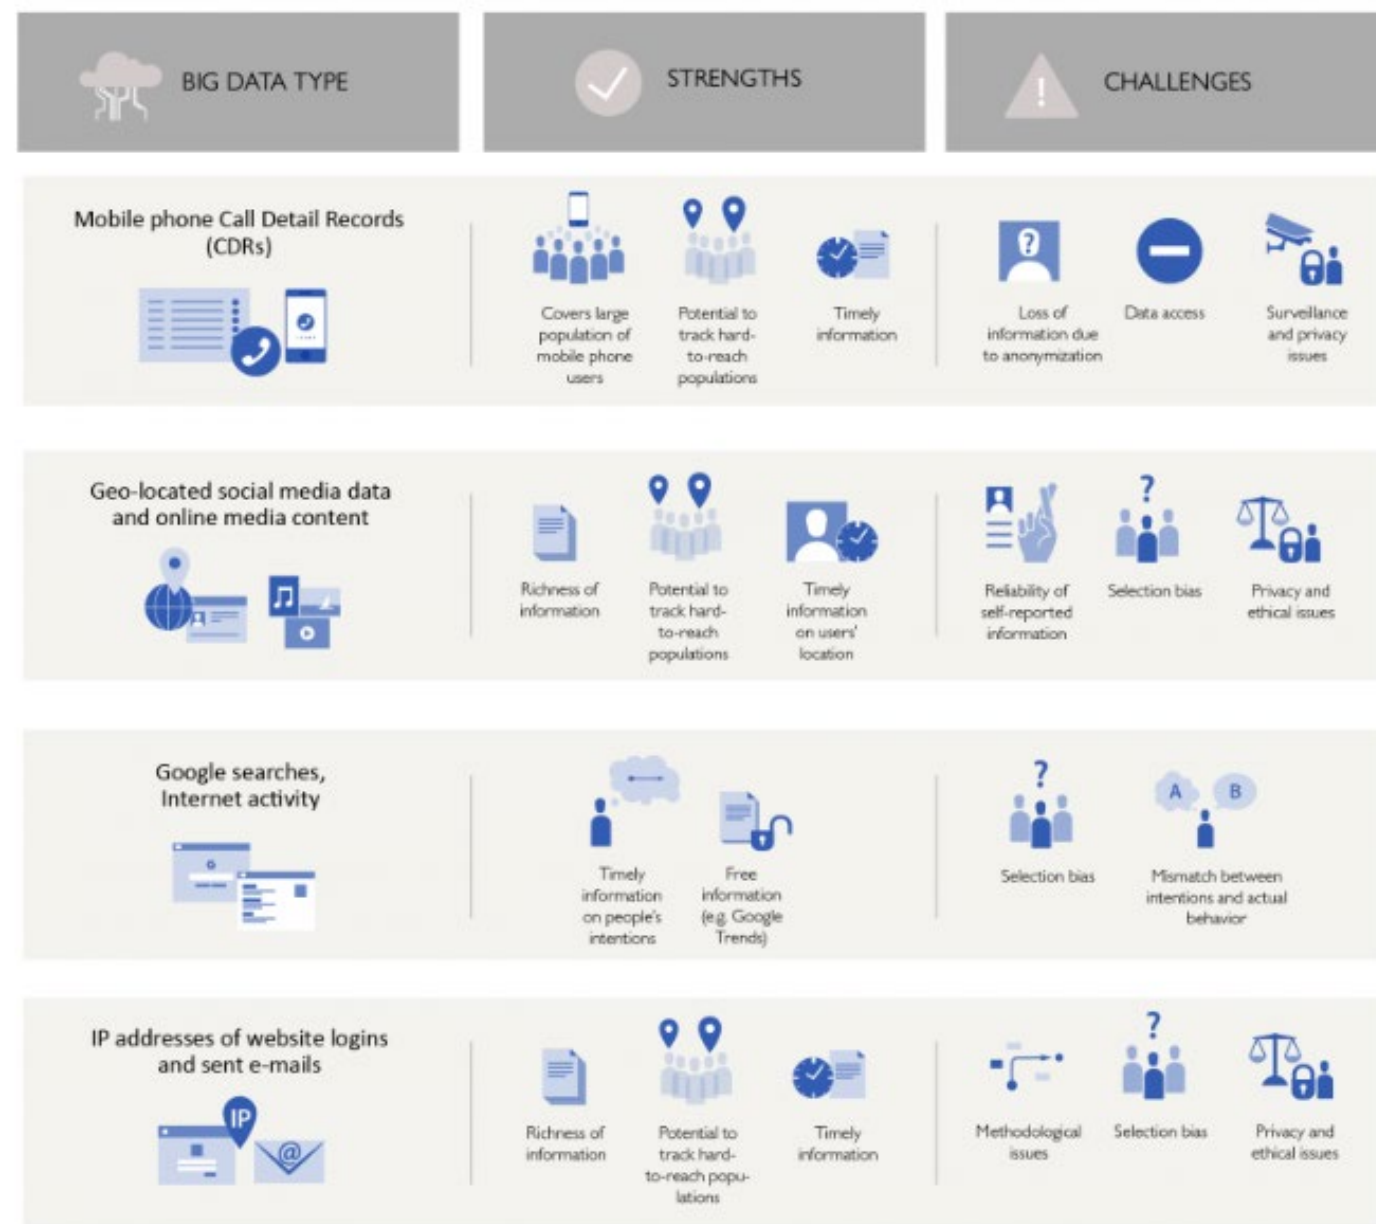 BIG DATA TYPE
STRENGTHS
CHALLENGES
Mobile phone Call Detail Records
(CDRs)
Covers large
population of
mobile phone
users
Potential to
track hard-
to-reach
populations
Timely
information
?
Loss of
information due
to anonymization
Data access
Surveillance
and privacy
issues
Geo-located social media data
and online media content
Richness of
information
Potential to
track hard-
to-reach
populations
Timely
information
on users'
location
Reliability of
self-reported
information
?
Selection bias
Privacy and
ethical issues
Google searches,
Internet activity
Timely
information
on people's
intentions
Free
information
(e.g. Google
Trends)
?
Selection bias
A B
Mismatch between
intentions and actual
behavior
IP addresses of website logins
and sent e-mails
IP
@
Richness of
information
Potential to
track hard-
to-reach popu-
lations
Timely
information
Methodological
issues
?
Selection bias
Privacy and
ethical issues